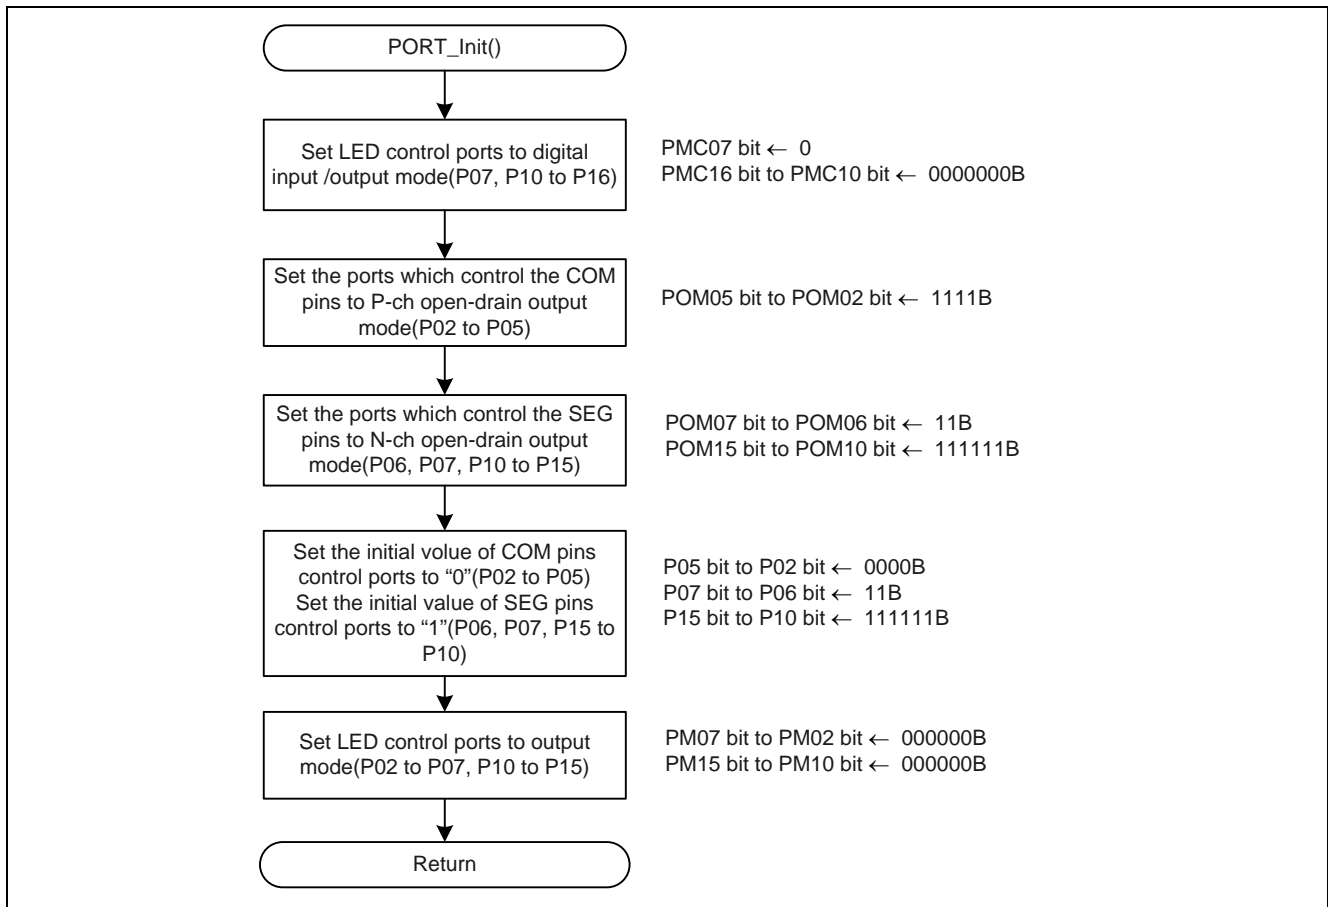 PORT_Init()
Set LED control ports to digital
input /output mode(P07, P10 to P16)
PMC07 bit ← 0
PMC16 bit to PMC10 bit ← 0000000B
Set the ports which control the COM
pins to P-ch open-drain output
mode(P02 to P05)
POM05 bit to POM02 bit ← 1111B
Set the ports which control the SEG
pins to N-ch open-drain output
mode(P06, P07, P10 to P15)
POM07 bit to POM06 bit ← 11B
POM15 bit to POM10 bit ← 111111B
Set the initial volue of COM pins
control ports to “0”(P02 to P05)
Set the initial value of SEG pins
control ports to “1”(P06, P07, P15 to
P10)
P05 bit to P02 bit ← 0000B
P07 bit to P06 bit ← 11B
P15 bit to P10 bit ← 111111B
Set LED control ports to output
mode(P02 to P07, P10 to P15)
PM07 bit to PM02 bit ← 000000B
PM15 bit to PM10 bit ← 000000B
Return